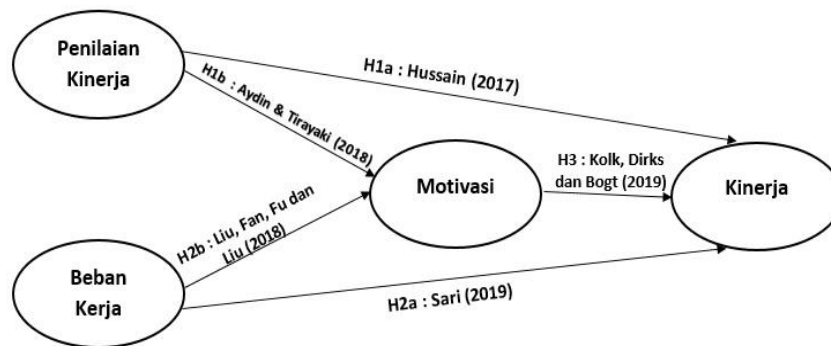 Penilaian
Kinerja
H1a : Hussain (2017)
H1b : Aydin & Tirayaki (2018)
Motivasi
H3 : Kolk, Dirks
dan Bogt (2019)
Kinerja
H2b : Liu, Fan, Fu dan
Liu (2018)
Beban
Kerja
H2a : Sari (2019)